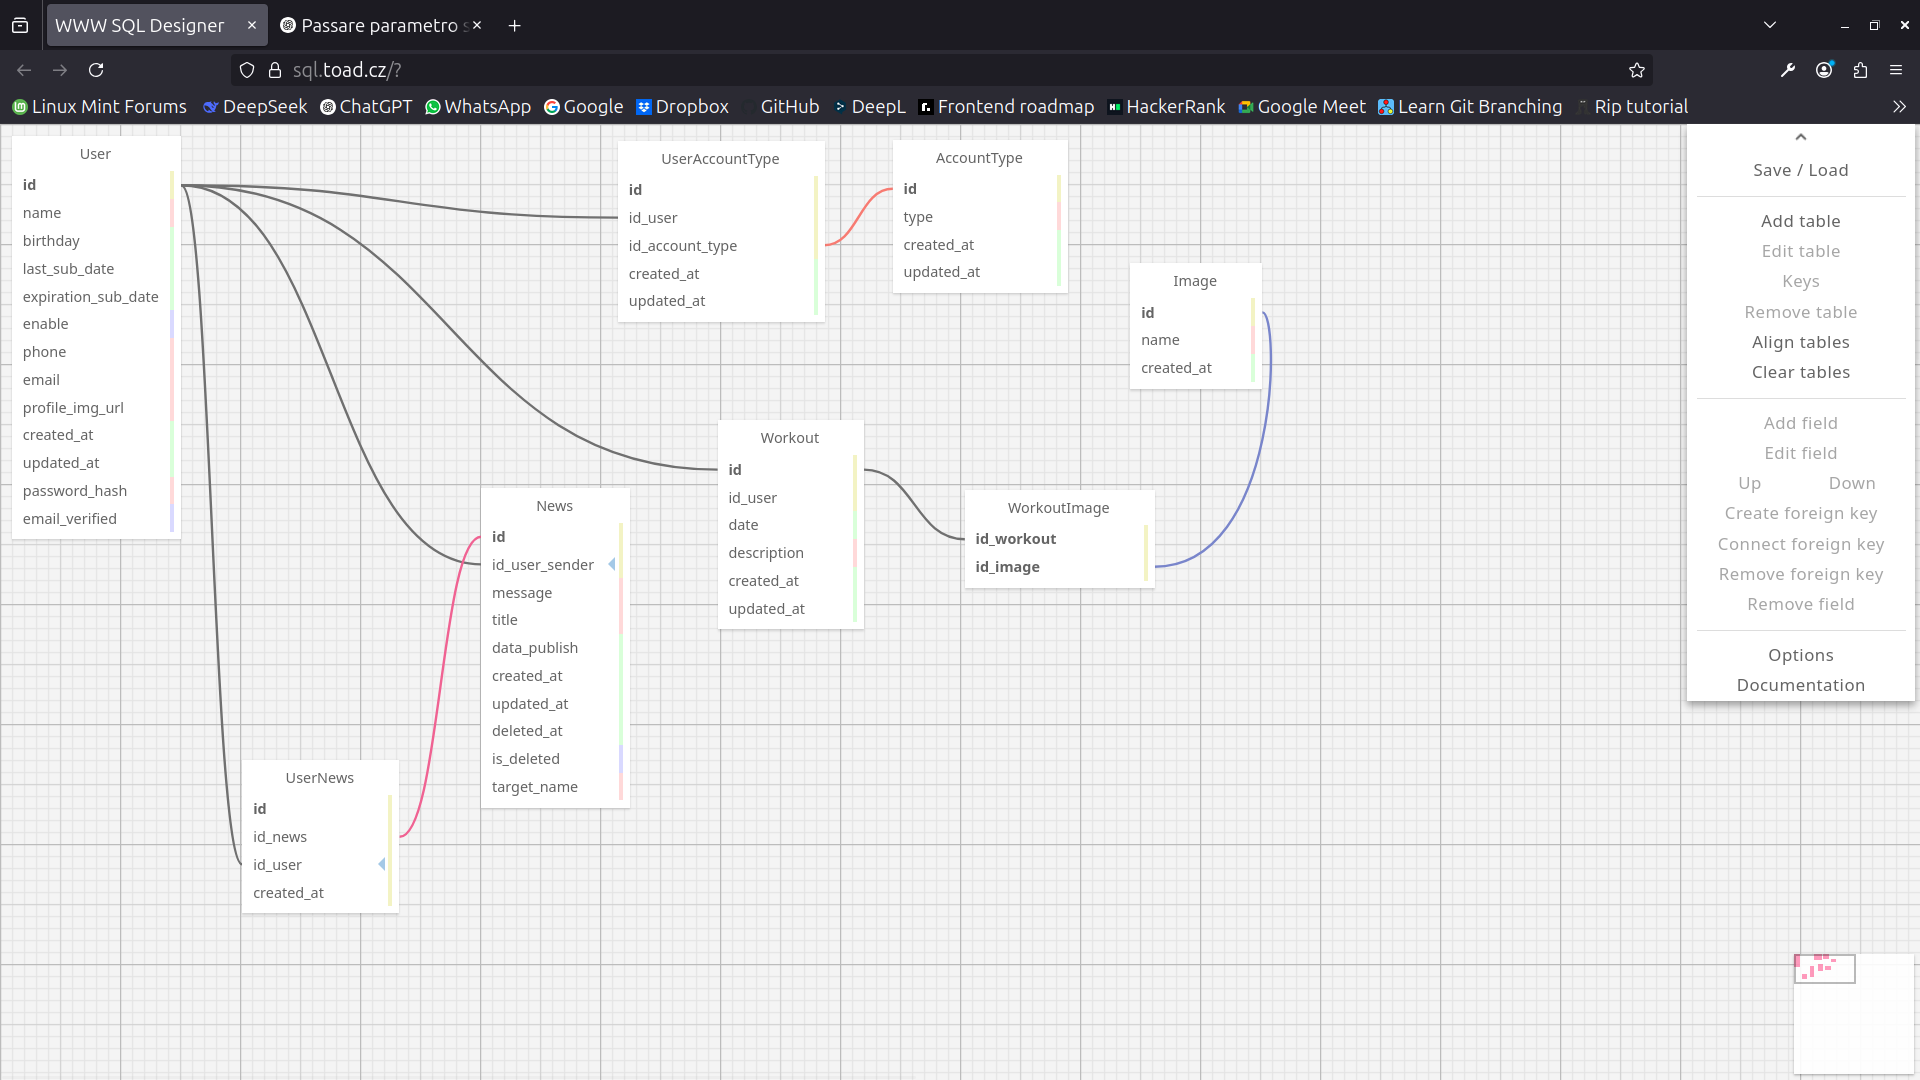 WWW SQL Designer
Passare parametro s
sql.toad.cz/?
Linux Mint Forums DeepSeek ChatGPT WhatsApp Google Dropbox GitHub DeepL Frontend roadmap HackerRank Google Meet Learn Git Branching Rip tutorial
User
id
name
birthday
last_sub_date
expiration_sub_date
enable
phone
email
profile_img_url
created_at
updated_at
password_hash
email_verified
UserAccountType
id
id_user
id_account_type
created_at
updated_at
AccountType
id
type
created_at
updated_at
Image
id
name
created_at
Workout
id
id_user
date
description
created_at
updated_at
WorkoutImage
id_workout
id_image
News
id
id_user_sender
message
title
data_publish
created_at
updated_at
deleted_at
is_deleted
target_name
UserNews
id
id_news
id_user
created_at
Save / Load
Add table
Edit table
Keys
Remove table
Align tables
Clear tables
Add field
Edit field
Up Down
Create foreign key
Connect foreign key
Remove foreign key
Remove field
Options
Documentation